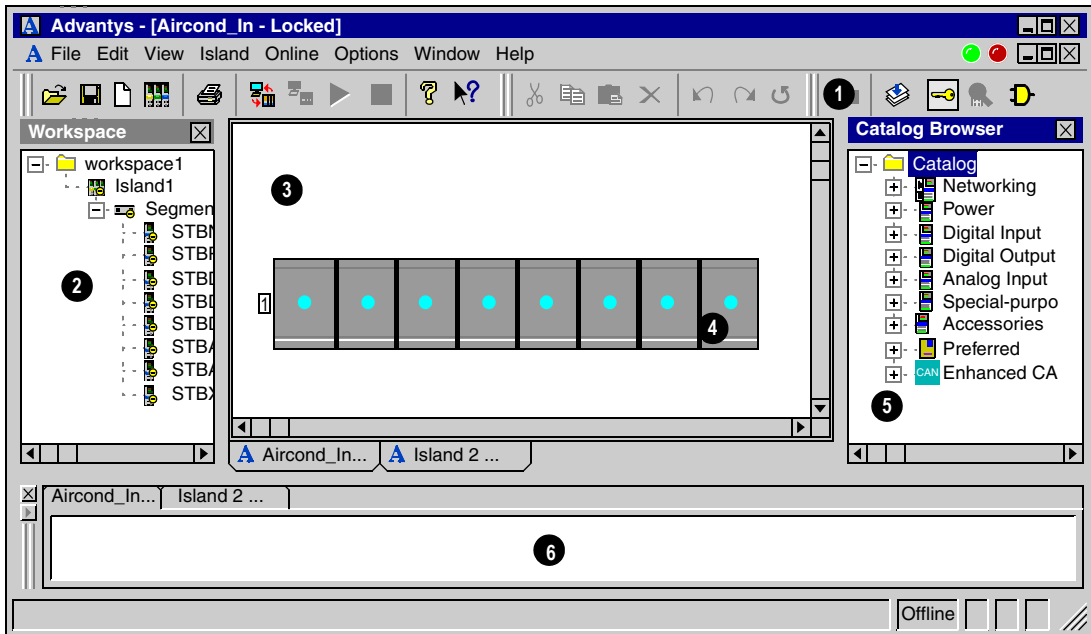 Advantys - [Aircond_In - Locked]
A File Edit View Island Online Options Window Help
1
Workspace
workspace1
Island1
Segmen
STBN
STBF
STBD
STBD
STBD
STBA
STBA
STBX
2
3
1
4
A Aircond_In... A Island 2 ...
Catalog Browser
Catalog
Networking
Power
Digital Input
Digital Output
Analog Input
Special-purpo
Accessories
Preferred
CAN Enhanced CA
5
Aircond_In... Island 2 ...
6
Offline